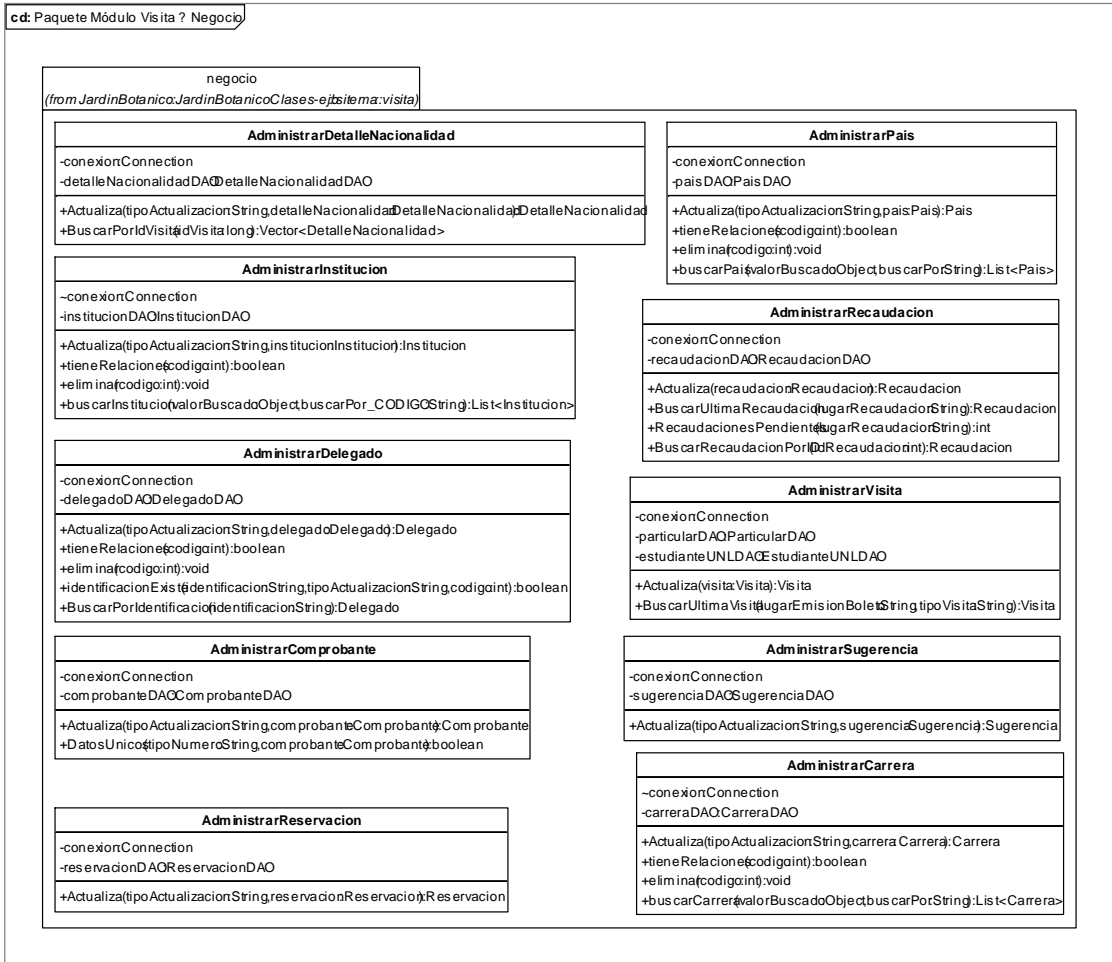 cd: Paquete Módulo Visita ? Negocio
negocio
(from JardinBotanico:JardinBotanicoClases-ejbsitema::visita)
AdministrarDetalleNacionalidad
-conexion:Connection
-detalleNacionalidadDAO:DetalleNacionalidadDAO
+Actualiza(tipoActualizacion:String,detalleNacionalidad:DetalleNacionalidad):DetalleNacionalidad
+BuscarPorIdVisita(idVisita:long):Vector<DetalleNacionalidad>
AdministrarInstitucion
~conexion:Connection
-institucionDAO:InstitucionDAO
+Actualiza(tipoActualizacion:String,institucion:Institucion):Institucion
+tieneRelaciones(codigo:int):boolean
+eliminar(codigo:int):void
+buscarInstitucion(valorBuscado:Object,buscarPor_CODIGO:String):List<Institucion>
AdministrarDelegado
-conexion:Connection
-delegadoDAO:DelegadoDAO
+Actualiza(tipoActualizacion:String,delegado:Delegado):Delegado
+tieneRelaciones(codigo:int):boolean
+eliminar(codigo:int):void
+identificacionExiste(identificacion:String,tipoActualizacion:String,codigo:int):boolean
+BuscarPorIdentificacion(identificacion:String):Delegado
AdministrarComprobante
-conexion:Connection
-comprobanteDAO:ComprobanteDAO
+Actualiza(tipoActualizacion:String,comprobante:Comprobante):Comprobante
+DatosUnicos(tipoNumero:String,comprobante:Comprobante):boolean
AdministrarReservacion
-conexion:Connection
-reservacionDAO:ReservacionDAO
+Actualiza(tipoActualizacion:String,reservacion:Reservacion):Reservacion
AdministrarPais
-conexion:Connection
-paisDAO:PaisDAO
+Actualiza(tipoActualizacion:String,pais:Pais):Pais
+tieneRelaciones(codigo:int):boolean
+eliminar(codigo:int):void
+buscarPais(valorBuscado:Object,buscarPor:String):List<Pais>
AdministrarRecaudacion
-conexion:Connection
-recaudacionDAO:RecaudacionDAO
+Actualiza(recaudacion:Recaudacion):Recaudacion
+BuscarUltimaRecaudacion(lugarRecaudacion:String):Recaudacion
+RecaudacionesPendientes(lugarRecaudacion:String):int
+BuscarRecaudacionPorID(idRecaudacion:int):Recaudacion
AdministrarVisita
-conexion:Connection
-particularDAO:ParticularDAO
-estudianteUNLDAO:EstudianteUNLDAO
+Actualiza(visita:Visita):Visita
+BuscarUltimaVisita(lugarEmisionBoleto:String,tipoVisita:String):Visita
AdministrarSugerencia
-conexion:Connection
-sugerenciaDAO:SugerenciaDAO
+Actualiza(tipoActualizacion:String,sugerencia:Sugerencia):Sugerencia
AdministrarCarrera
~conexion:Connection
-carreraDAO:CarreraDAO
+Actualiza(tipoActualizacion:String,carrera:Carrera):Carrera
+tieneRelaciones(codigo:int):boolean
+eliminar(codigo:int):void
+buscarCarrera(valorBuscado:Object,buscarPor:String):List<Carrera>